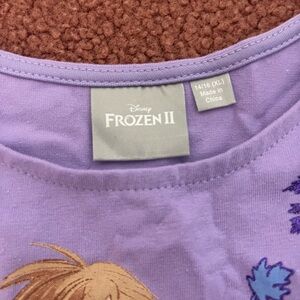 Disney
FROZEN II
14/16 (XL)
Made in
China